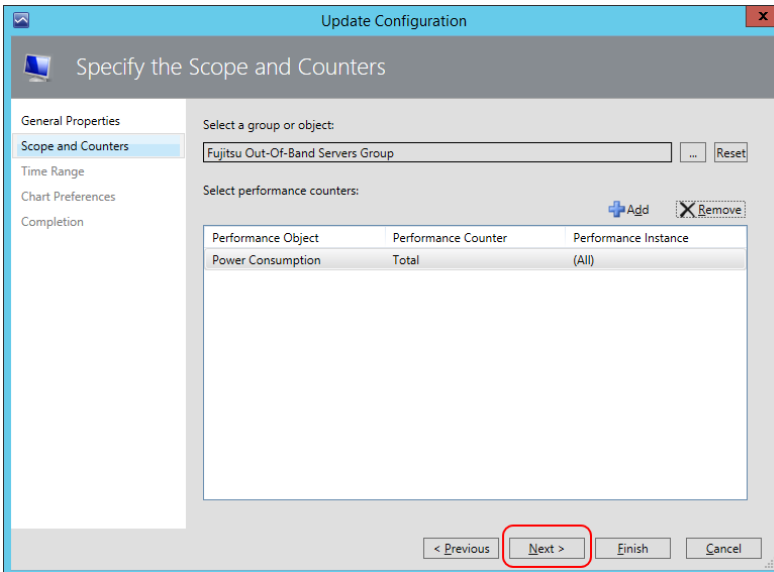 Update Configuration
x
Specify the Scope and Counters
General Properties
Scope and Counters
Time Range
Chart Preferences
Completion
Select a group or object:
Fujitsu Out-Of-Band Servers Group
...
Reset
Select performance counters:
Add
Remove
Performance Object Performance Counter Performance Instance
Power Consumption Total (All)
< Previous Next > Finish Cancel